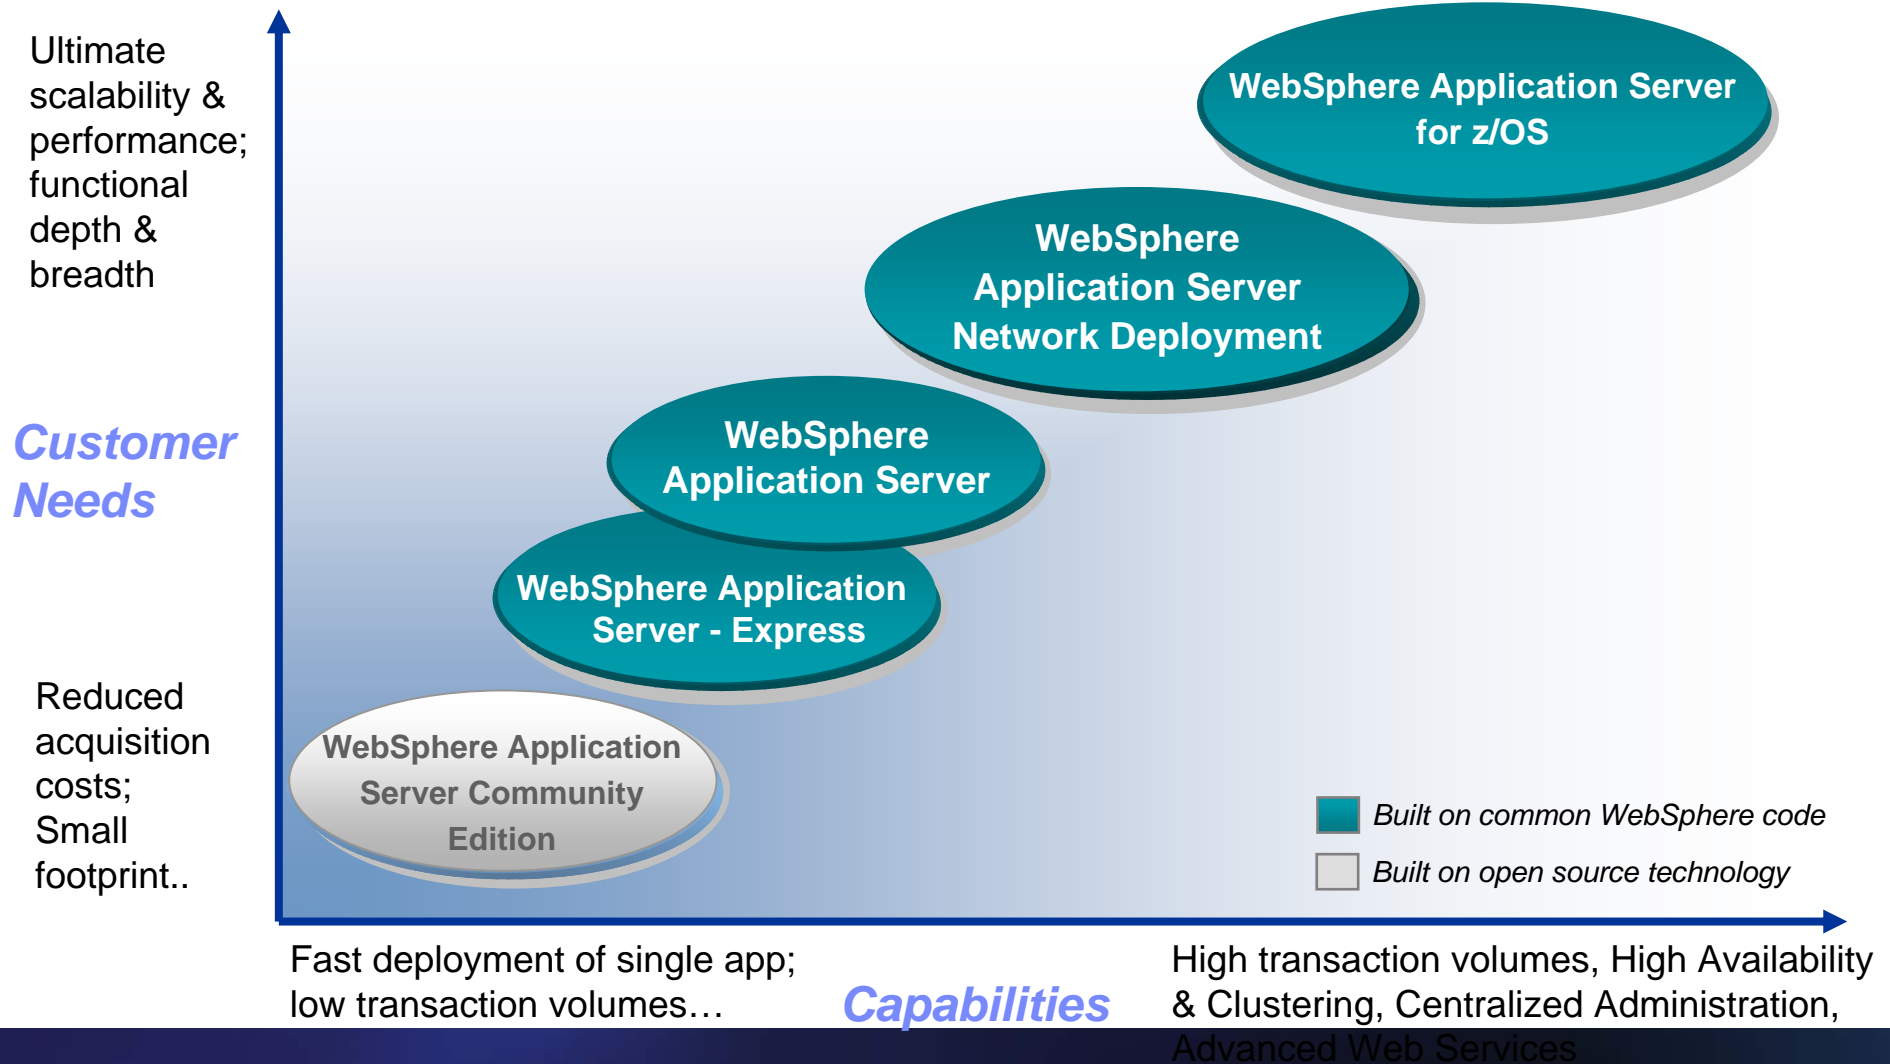 Ultimate
scalability &
performance;
functional
depth &
breadth
Customer
Needs
Reduced
acquisition
costs;
Small
footprint..
WebSphere Application Server
for z/OS
WebSphere
Application Server
Network Deployment
WebSphere
Application Server
WebSphere Application
Server - Express
WebSphere Application
Server Community
Edition
Built on common WebSphere code
Built on open source technology
Fast deployment of single app;
low transaction volumes…
Capabilities
High transaction volumes, High Availability
& Clustering, Centralized Administration,
Advanced Web Services